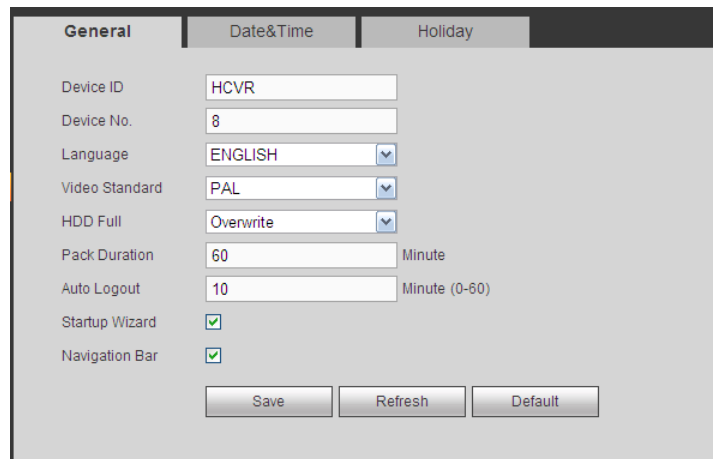 General Date&Time Holiday
Device ID HCVR
Device No. 8
Language ENGLISH
Video Standard PAL
HDD Full Overwrite
Pack Duration 60 Minute
Auto Logout 10 Minute (0-60)
Startup Wizard
Navigation Bar
Save Refresh Default